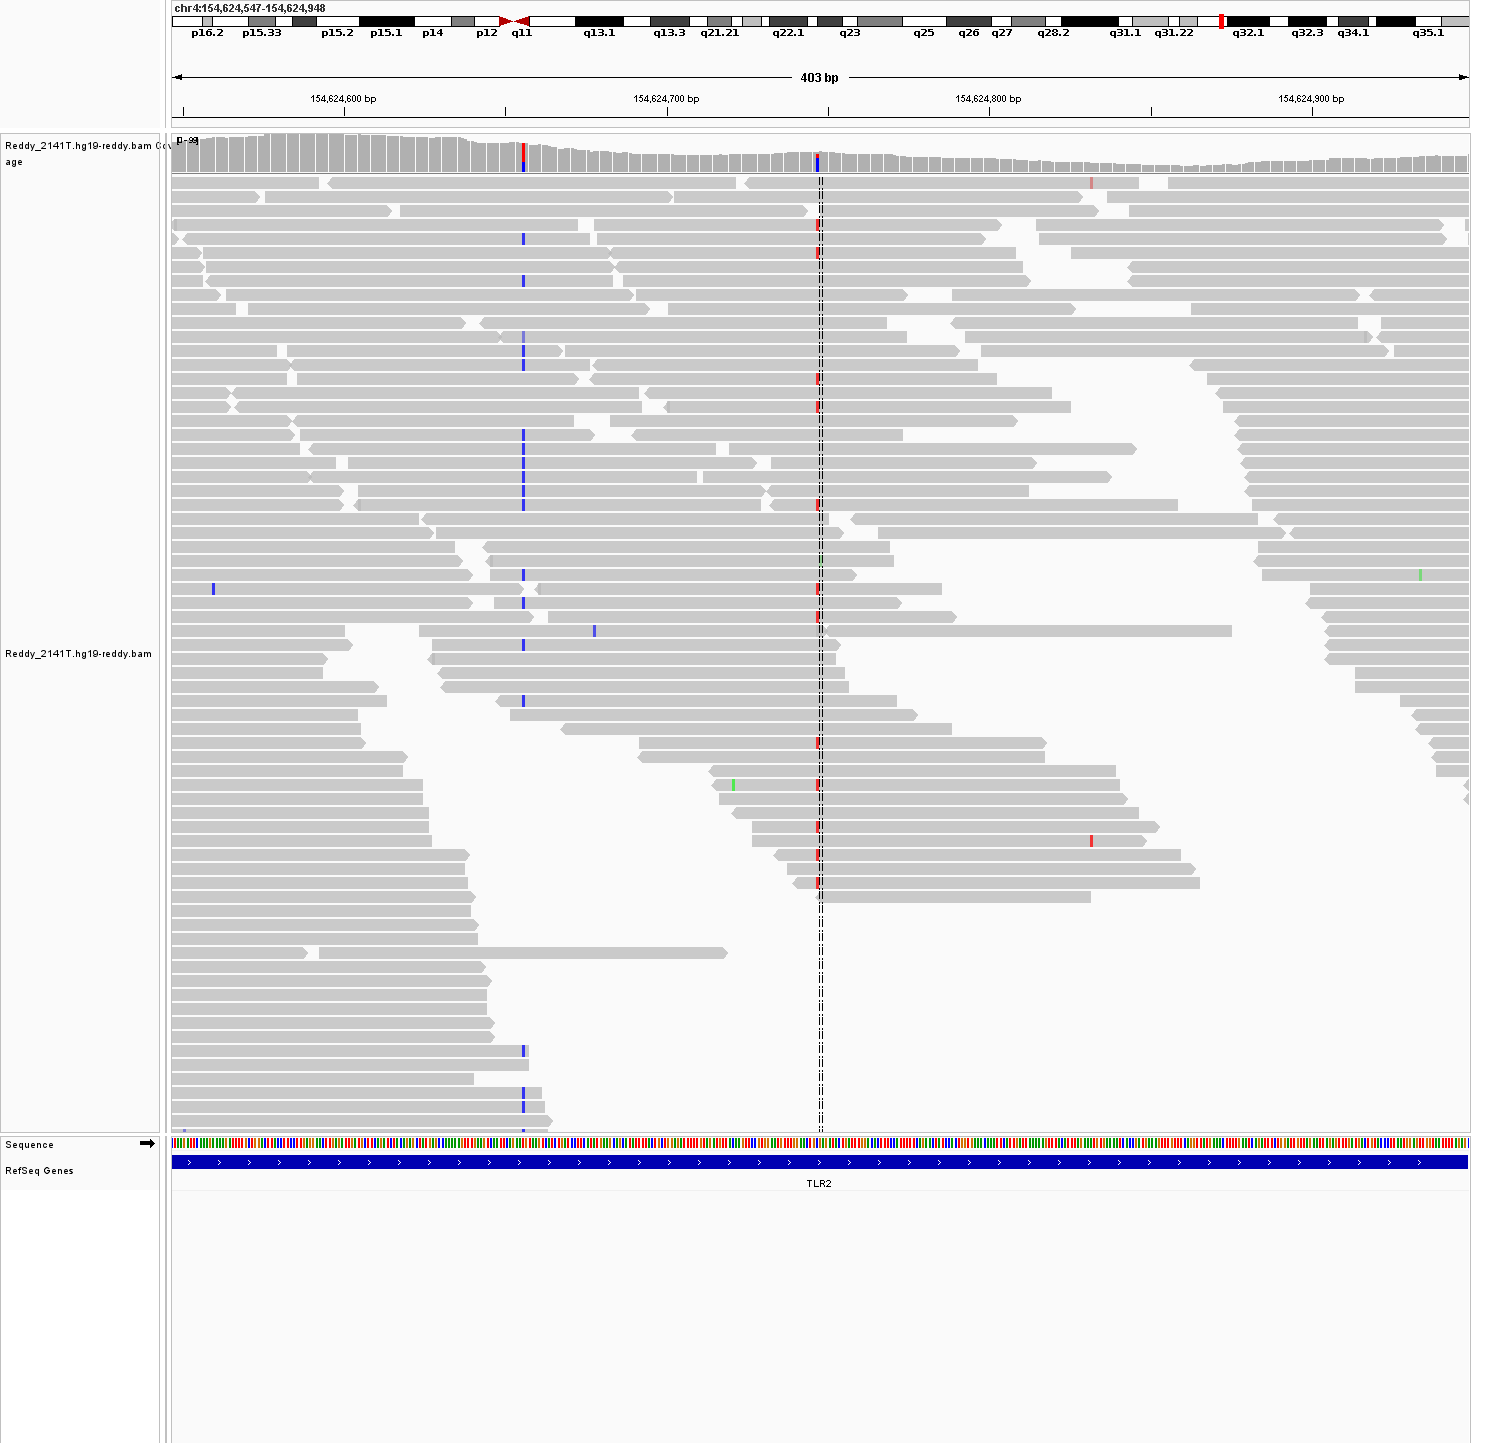 chr4:154,624,547-154,624,948
p16.2 p15.33 p15.2 p15.1 p14 p12 q11 q13.1 q13.3 q21.21 q22.1 q23 q25 q26 q27 q28.2 q31.1 q31.22 q32.1 q32.3 q34.1 q35.1
403 bp
154,624,600 bp 154,624,700 bp 154,624,800 bp 154,624,900 bp
[0 - 99]
Reddy_2141T.hg19-reddy.bam Cov
age
Reddy_2141T.hg19-reddy.bam
Sequence
RefSeq Genes
TLR2